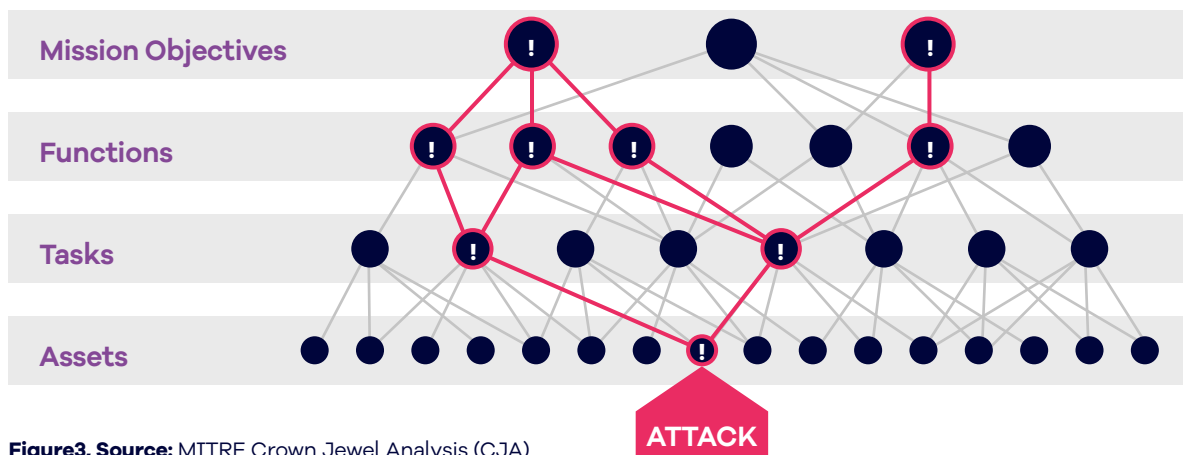 Mission Objectives
!
!
Functions
!
!
!
!
Tasks
!
!
Assets
!
ATTACK
Figure3. Source: MITRE Crown Jewel Analysis (CJA)